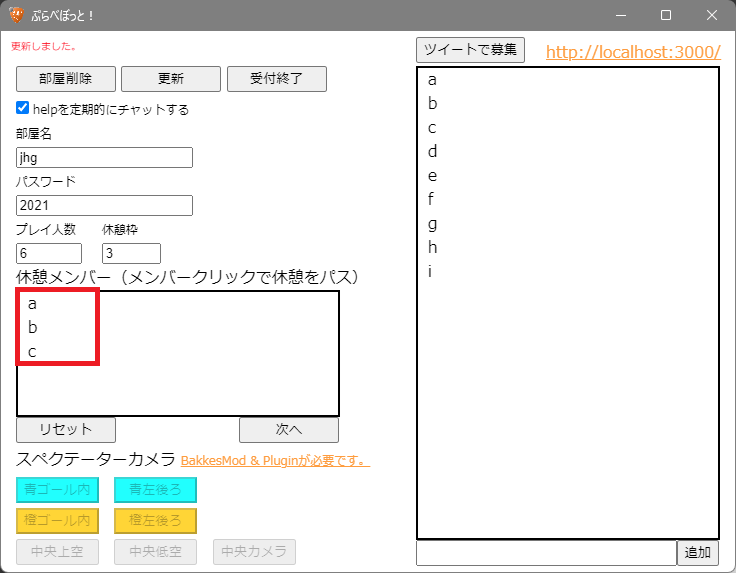 ぷらべぼっと！
更新しました。
部屋削除 更新 受付終了
helpを定期的にチャットする
部屋名
jhg
パスワード
2021
プレイ人数 休憩枠
6 3
休憩メンバー（メンバークリックで休憩をパス）
a
b
c
リセット 次へ
スペクテーターカメラ BakkesMod & Pluginが必要です。
青ゴール内 青左後ろ
橙ゴール内 橙左後ろ
中央上空 中央低空 中央カメラ
ツイートで募集 http://localhost:3000/
a
b
c
d
e
f
g
h
i
追加